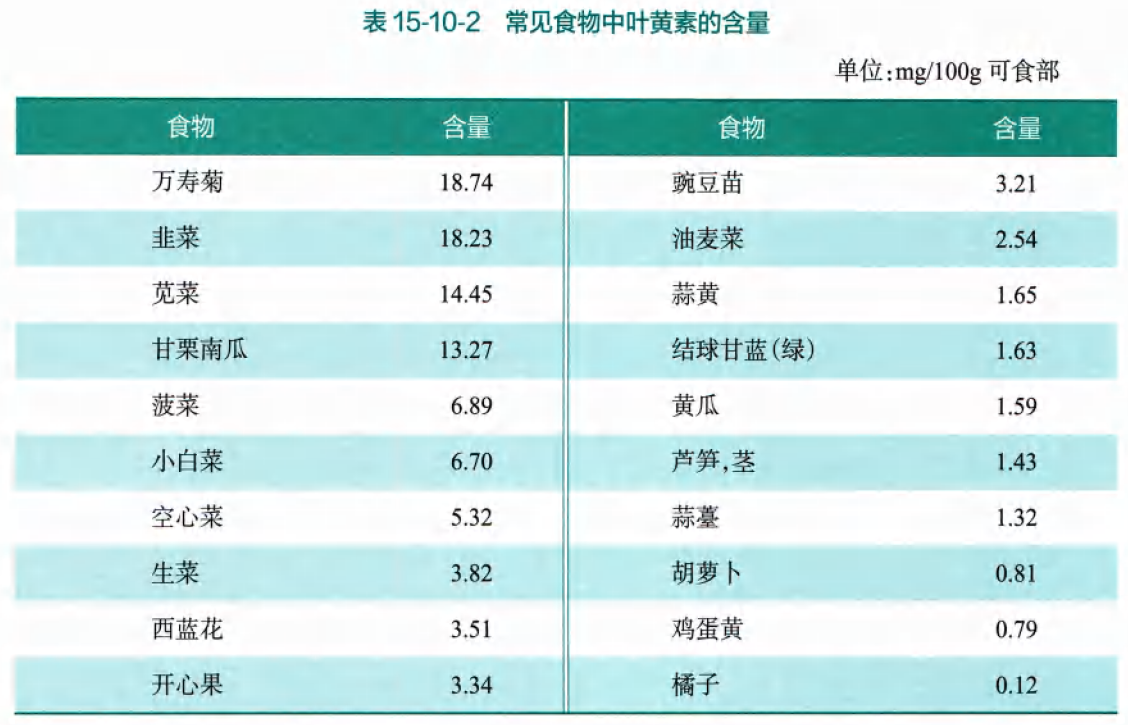 表 15-10-2 常见食物中叶黄素的含量
单位:mg/100g 可食部
食物 含量 食物 含量
万寿菊 18.74 豌豆苗 3.21
韭菜 18.23 油麦菜 2.54
苋菜 14.45 蒜黄 1.65
甘栗南瓜 13.27 结球甘蓝(绿) 1.63
菠菜 6.89 黄瓜 1.59
小白菜 6.70 芦笋,茎 1.43
空心菜 5.32 蒜薹 1.32
生菜 3.82 胡萝卜 0.81
西蓝花 3.51 鸡蛋黄 0.79
开心果 3.34 橘子 0.12